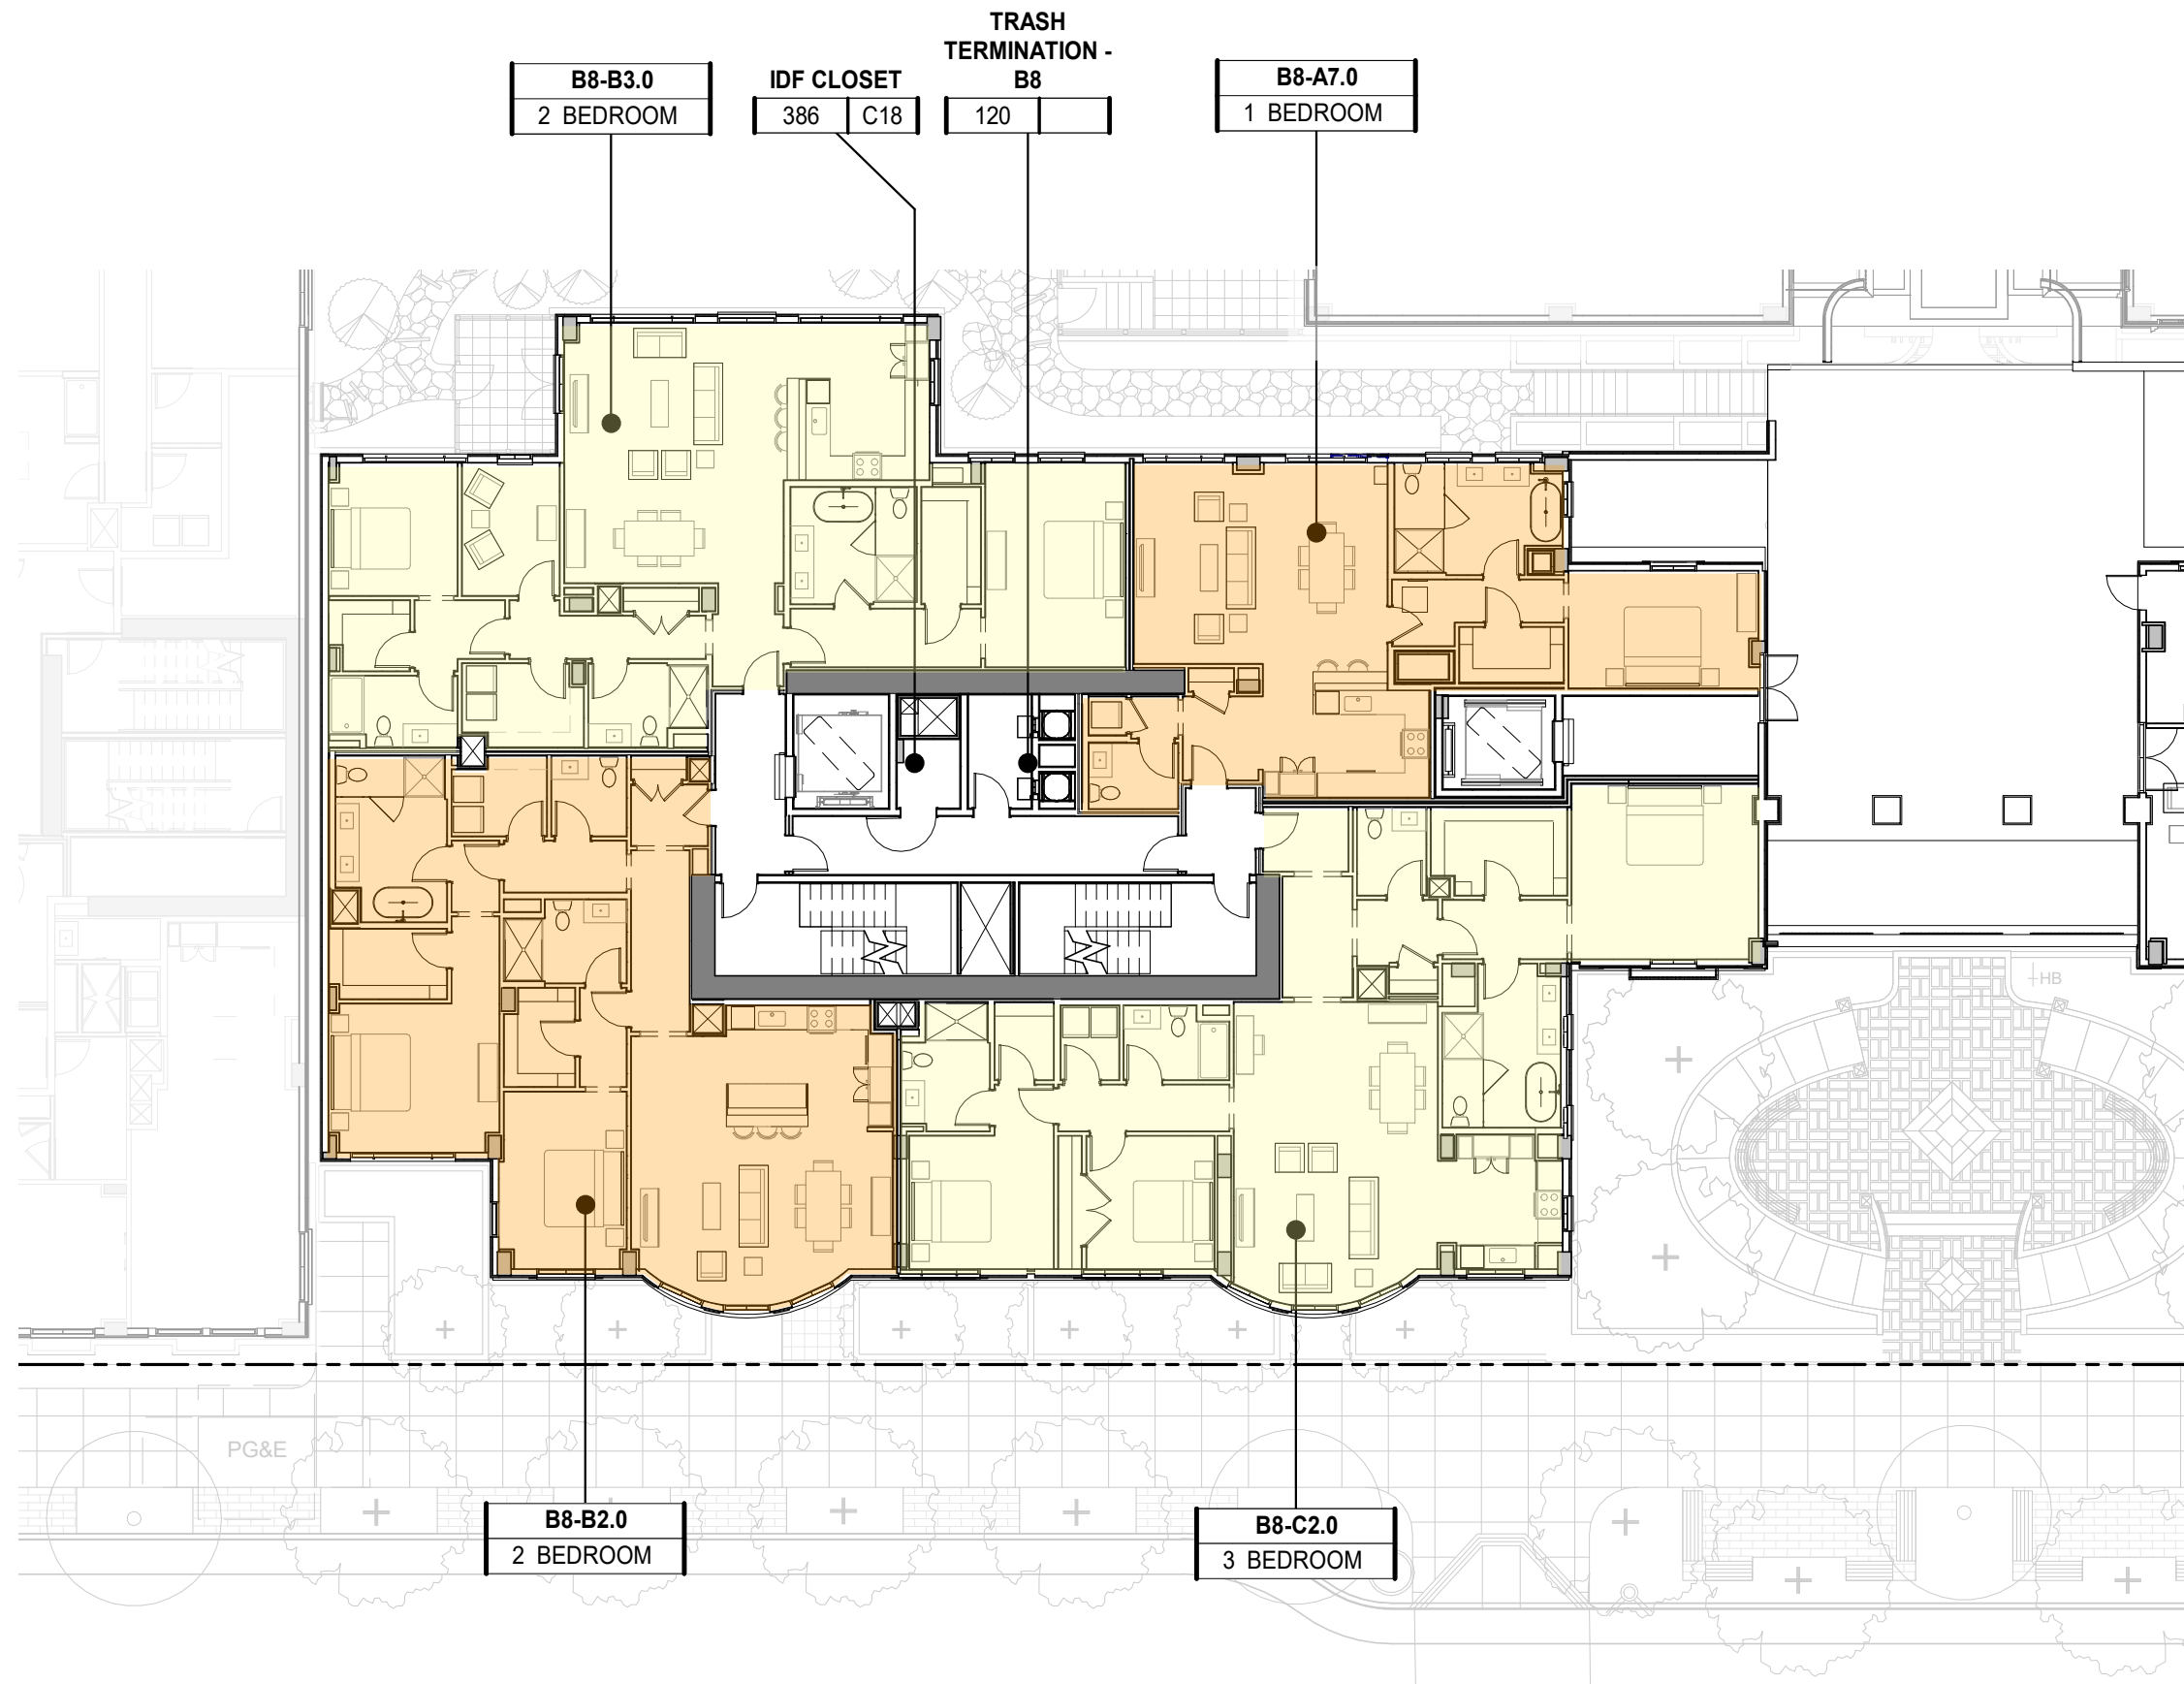 TRASH
TERMINATION -
B8
B8-B3.0
2 BEDROOM
IDF CLOSET
386 C18
120
B8-A7.0
1 BEDROOM
HB
PG&E
B8-B2.0
2 BEDROOM
B8-C2.0
3 BEDROOM